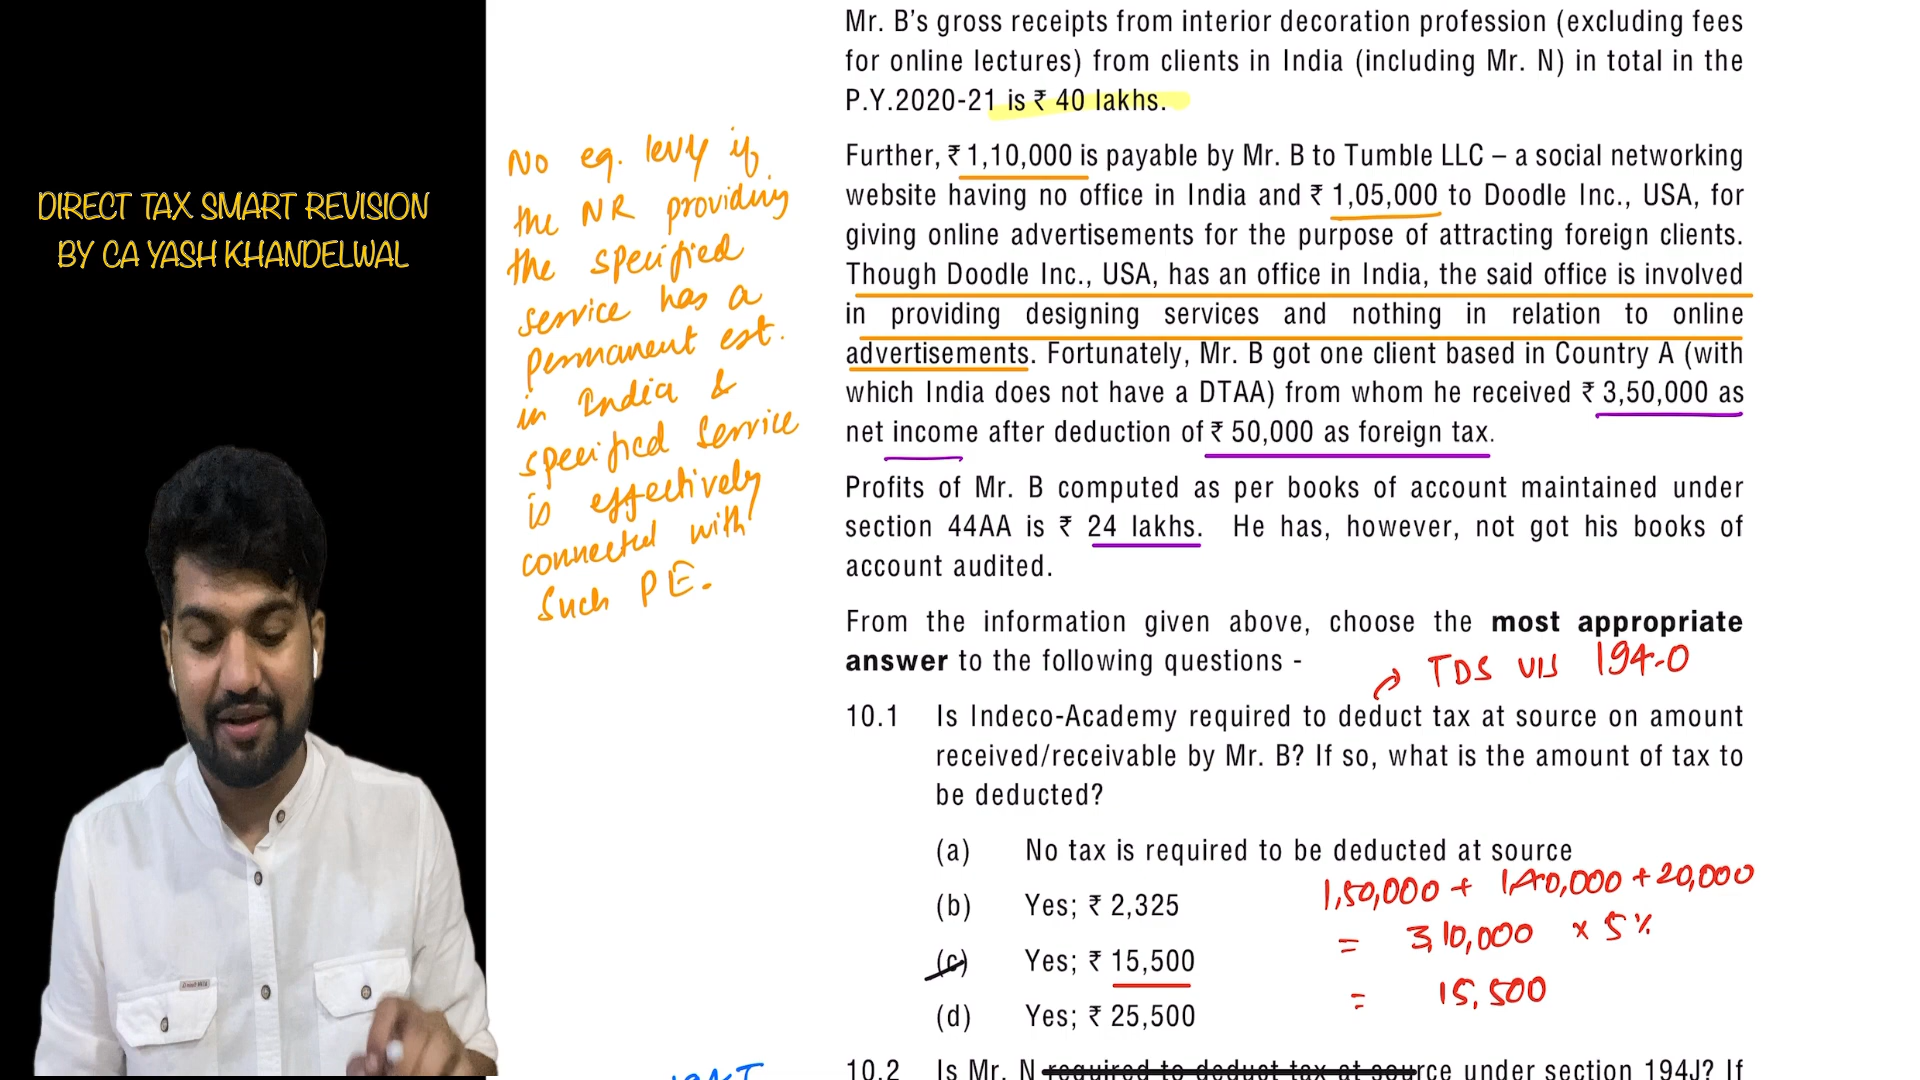 DIRECT TAX SMART REVISION
BY CA YASH KHANDELWAL
No eq. levy if
the NR providing
the specified
service has a
permanent est.
in India &
specified service
is effectively
connected with
such PE.
Mr. B’s gross receipts from interior decoration profession (excluding fees
for online lectures) from clients in India (including Mr. N) in total in the
P.Y.2020-21 is ₹ 40 lakhs.
Further, ₹ 1,10,000 is payable by Mr. B to Tumble LLC – a social networking
website having no office in India and ₹ 1,05,000 to Doodle Inc., USA, for
giving online advertisements for the purpose of attracting foreign clients.
Though Doodle Inc., USA, has an office in India, the said office is involved
in providing designing services and nothing in relation to online
advertisements. Fortunately, Mr. B got one client based in Country A (with
which India does not have a DTAA) from whom he received ₹ 3,50,000 as
net income after deduction of ₹ 50,000 as foreign tax.
Profits of Mr. B computed as per books of account maintained under
section 44AA is ₹ 24 lakhs. He has, however, not got his books of
account audited.
From the information given above, choose the most appropriate
answer to the following questions -
TDS u/s 194-O
10.1 Is Indeco-Academy required to deduct tax at source on amount
received/receivable by Mr. B? If so, what is the amount of tax to
be deducted?
(a) No tax is required to be deducted at source
(b) Yes; ₹ 2,325
(c) Yes; ₹ 15,500
(d) Yes; ₹ 25,500
1,50,000 + 1,40,000 + 20,000
= 3,10,000 × 5%
= 15,500
10.2 Is Mr. N required to deduct tax at source under section 194J? If